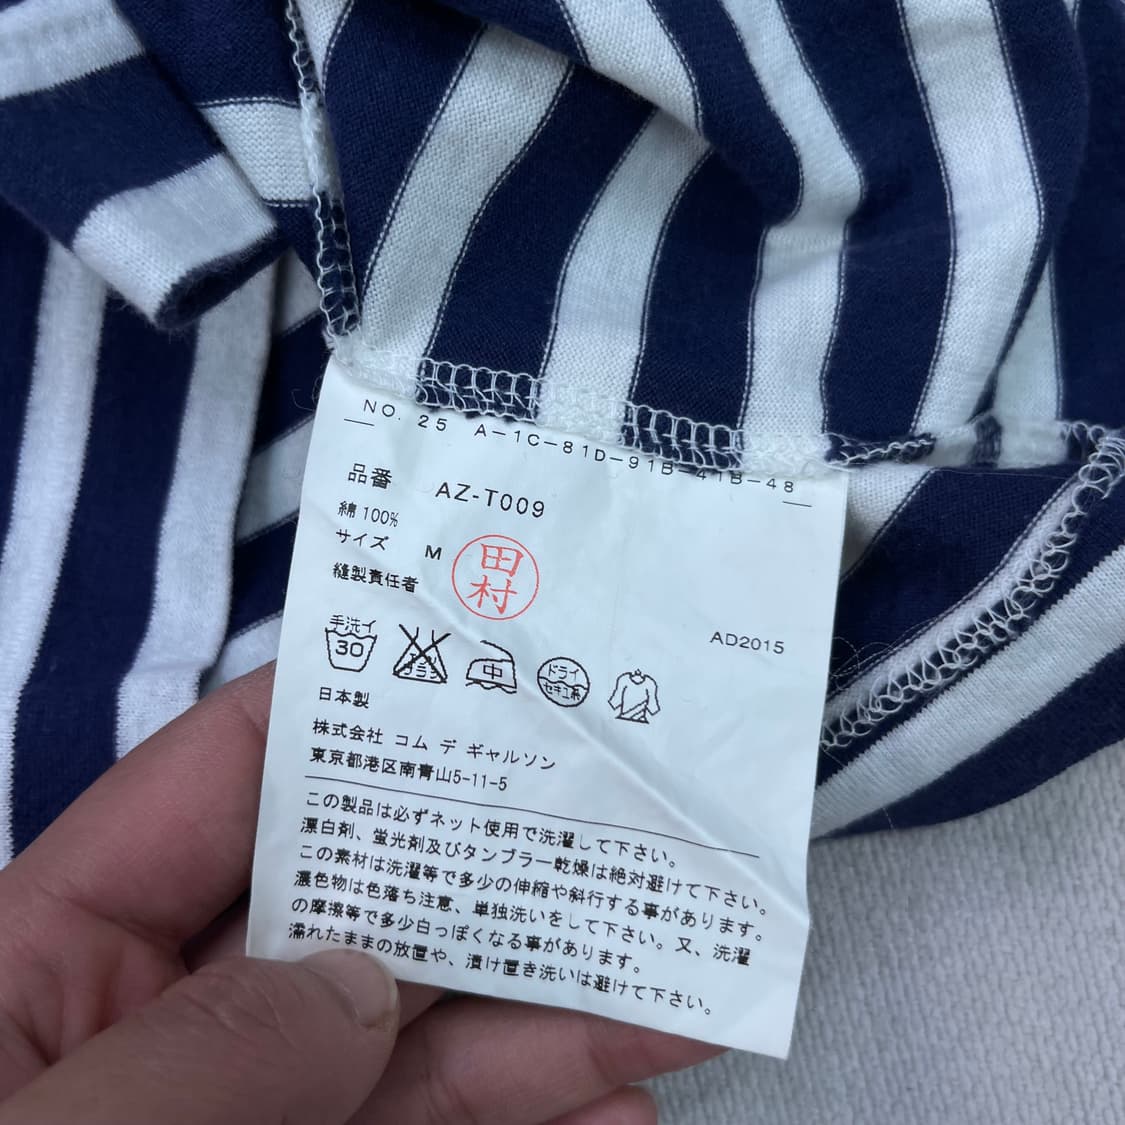 NO. 25 A-1C-81D-91B-41B-48
品番 AZ-T009
綿 100%
サイズ M
縫製責任者 田村
AD2015
手洗イ
30
エンソ
サラシ
中
ドライ
セキユ系
日本製
株式会社 コム デ ギャルソン
東京都港区南青山5-11-5
この製品は必ずネット使用で洗濯して下さい。
漂白剤、蛍光剤及びタンブラー乾燥は絶対避けて下さい。
この素材は洗濯等で多少の伸縮や斜行する事があります。
濃色物は色落ち注意、単独洗いをして下さい。又、洗濯
の摩擦等で多少白っぽくなる事があります。
濡れたままの放置や、漬け置き洗いは避けて下さい。